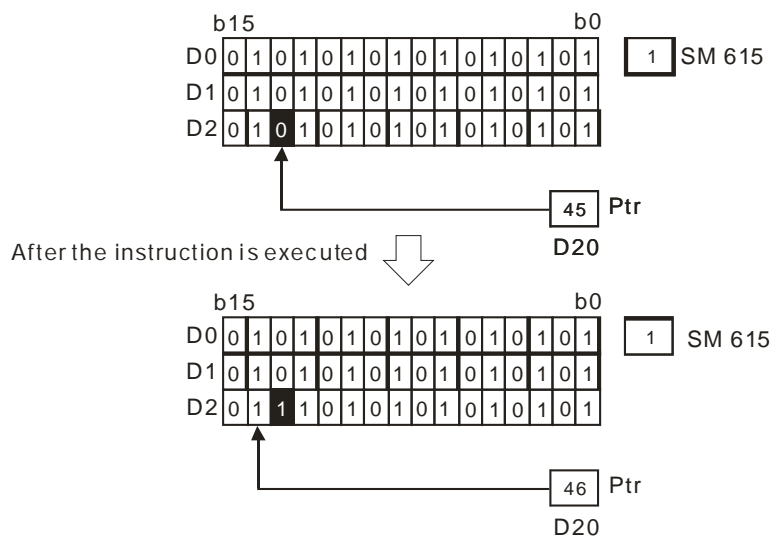 b15 b0
D0 0 1 0 1 0 1 0 1 0 1 0 1 0 1 0 1 1 SM 615
D1 0 1 0 1 0 1 0 1 0 1 0 1 0 1 0 1
D2 0 1 0 1 0 1 0 1 0 1 0 1 0 1 0 1
45 Ptr
D20
After the instruction is executed
b15 b0
D0 0 1 0 1 0 1 0 1 0 1 0 1 0 1 0 1 1 SM 615
D1 0 1 0 1 0 1 0 1 0 1 0 1 0 1 0 1
D2 0 1 1 1 0 1 0 1 0 1 0 1 0 1 0 1
46 Ptr
D20